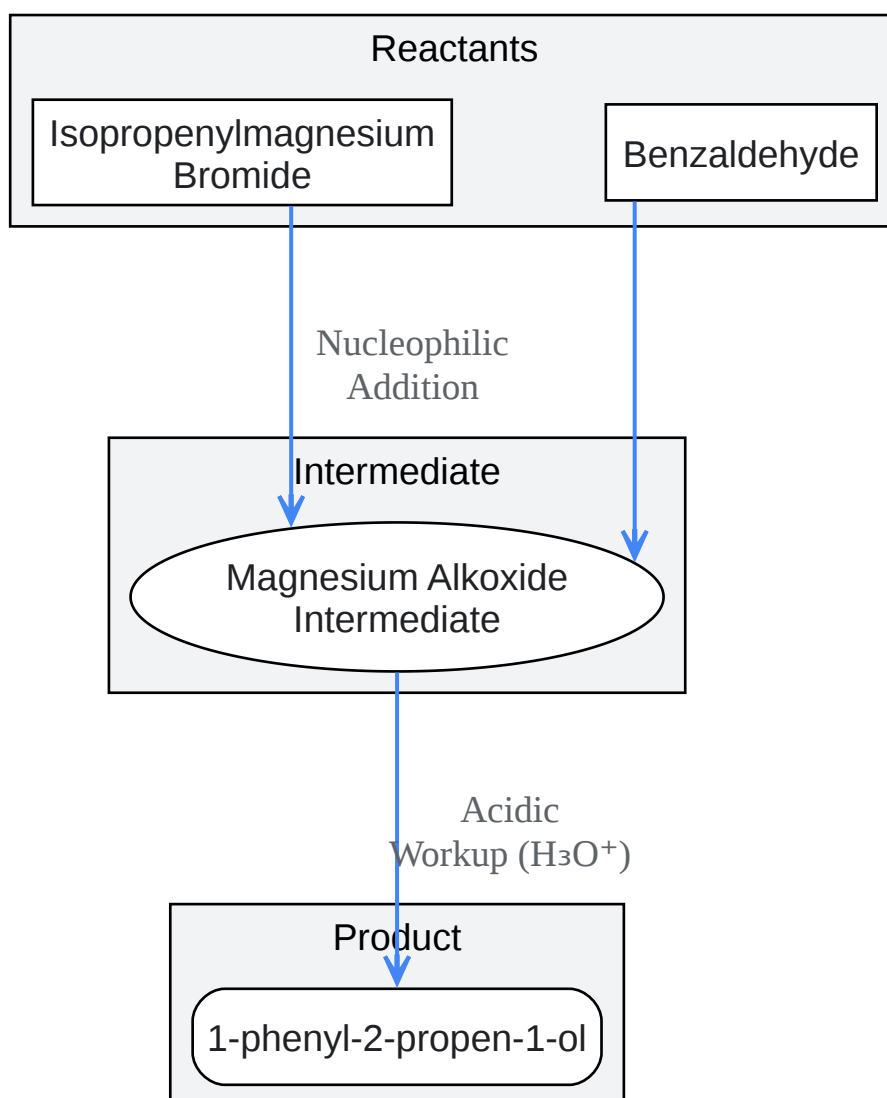 Reactants
Isopropenylmagnesium
Bromide
Benzaldehyde
Nucleophilic
Addition
Intermediate
Magnesium Alkoxide
Intermediate
Acidic
Workup (H₃O⁺)
Product
1-phenyl-2-propen-1-ol